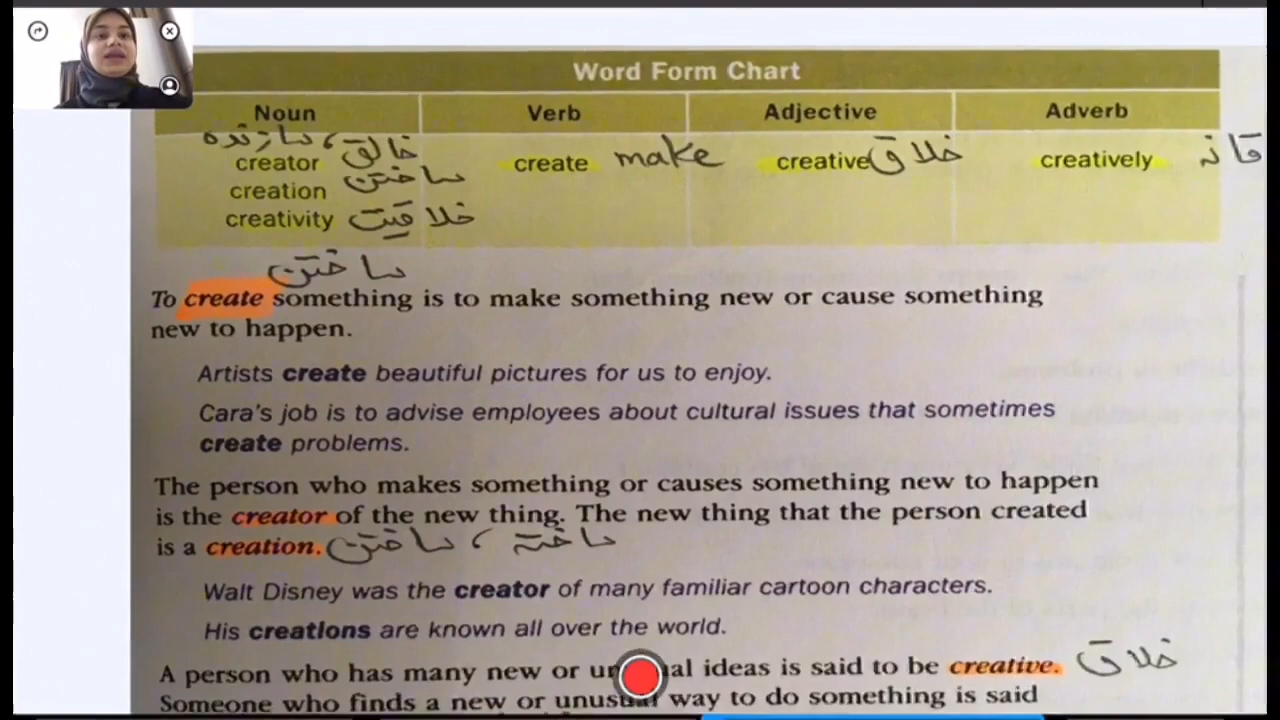 Word Form Chart
Noun Verb Adjective Adverb
خالق، سازنده
creator create make creative خلاق creatively قانه
creation ساختن
creativity خلاقیت
ساختن
To create something is to make something new or cause something
new to happen.
Artists create beautiful pictures for us to enjoy.
Cara's job is to advise employees about cultural issues that sometimes
create problems.
The person who makes something or causes something new to happen
is the creator of the new thing. The new thing that the person created
is a creation. ساخته ، ساختن
Walt Disney was the creator of many familiar cartoon characters.
His creations are known all over the world.
A person who has many new or un al ideas is said to be creative. خلاق
Someone who finds a new or unusual way to do something is said